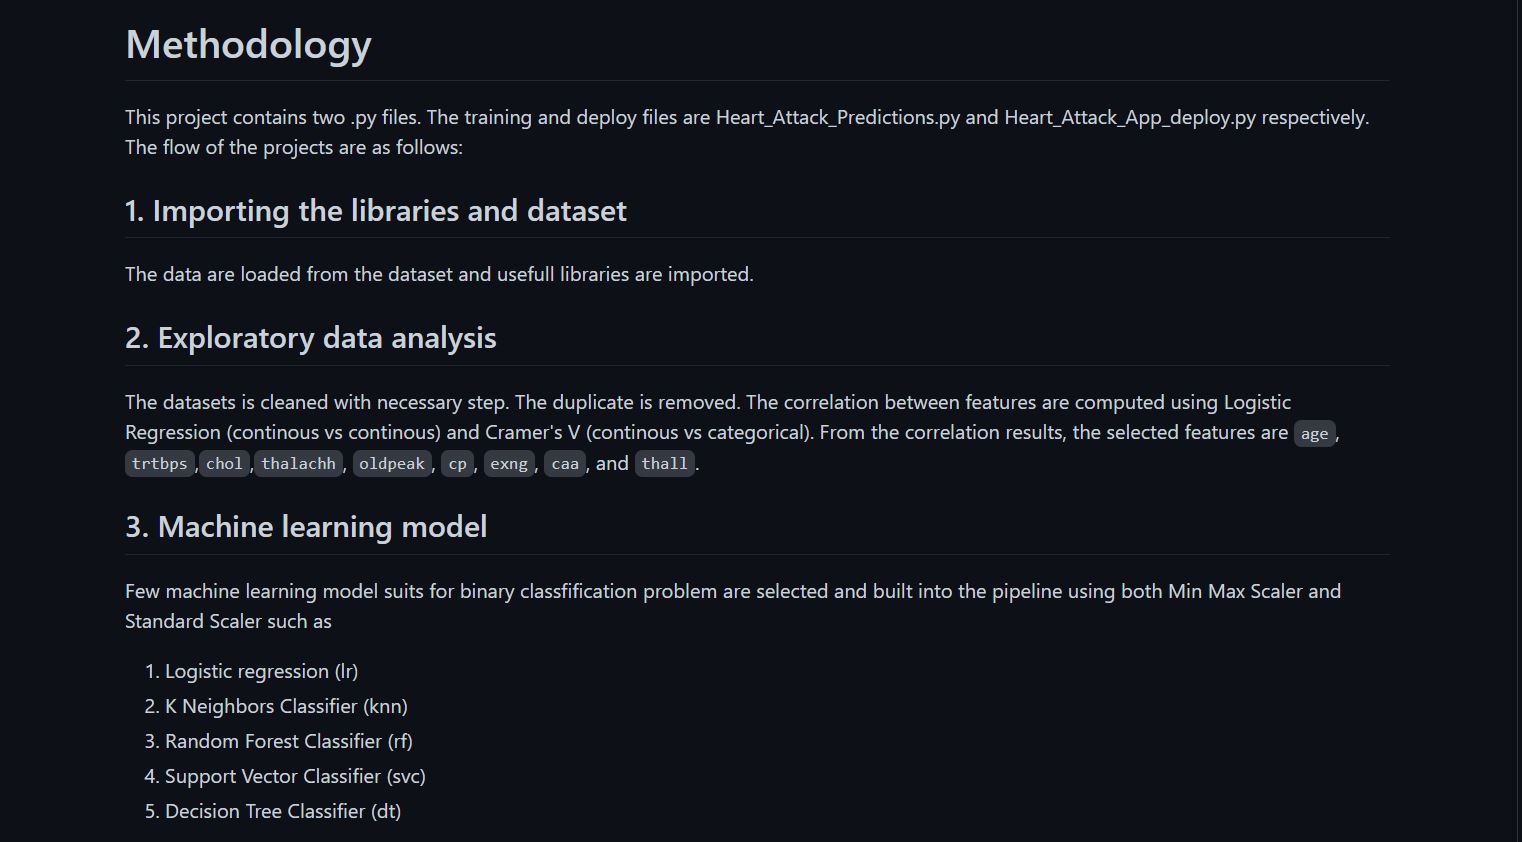 Methodology
This project contains two .py files. The training and deploy files are Heart_Attack_Predictions.py and Heart_Attack_App_deploy.py respectively.
The flow of the projects are as follows:
1. Importing the libraries and dataset
The data are loaded from the dataset and usefull libraries are imported.
2. Exploratory data analysis
The datasets is cleaned with necessary step. The duplicate is removed. The correlation between features are computed using Logistic
Regression (continous vs continous) and Cramer's V (continous vs categorical). From the correlation results, the selected features are age,
trtbps,chol,thalachh, oldpeak, cp, exng, caa, and thall.
3. Machine learning model
Few machine learning model suits for binary classfification problem are selected and built into the pipeline using both Min Max Scaler and
Standard Scaler such as
1. Logistic regression (lr)
2. K Neighbors Classifier (knn)
3. Random Forest Classifier (rf)
4. Support Vector Classifier (svc)
5. Decision Tree Classifier (dt)